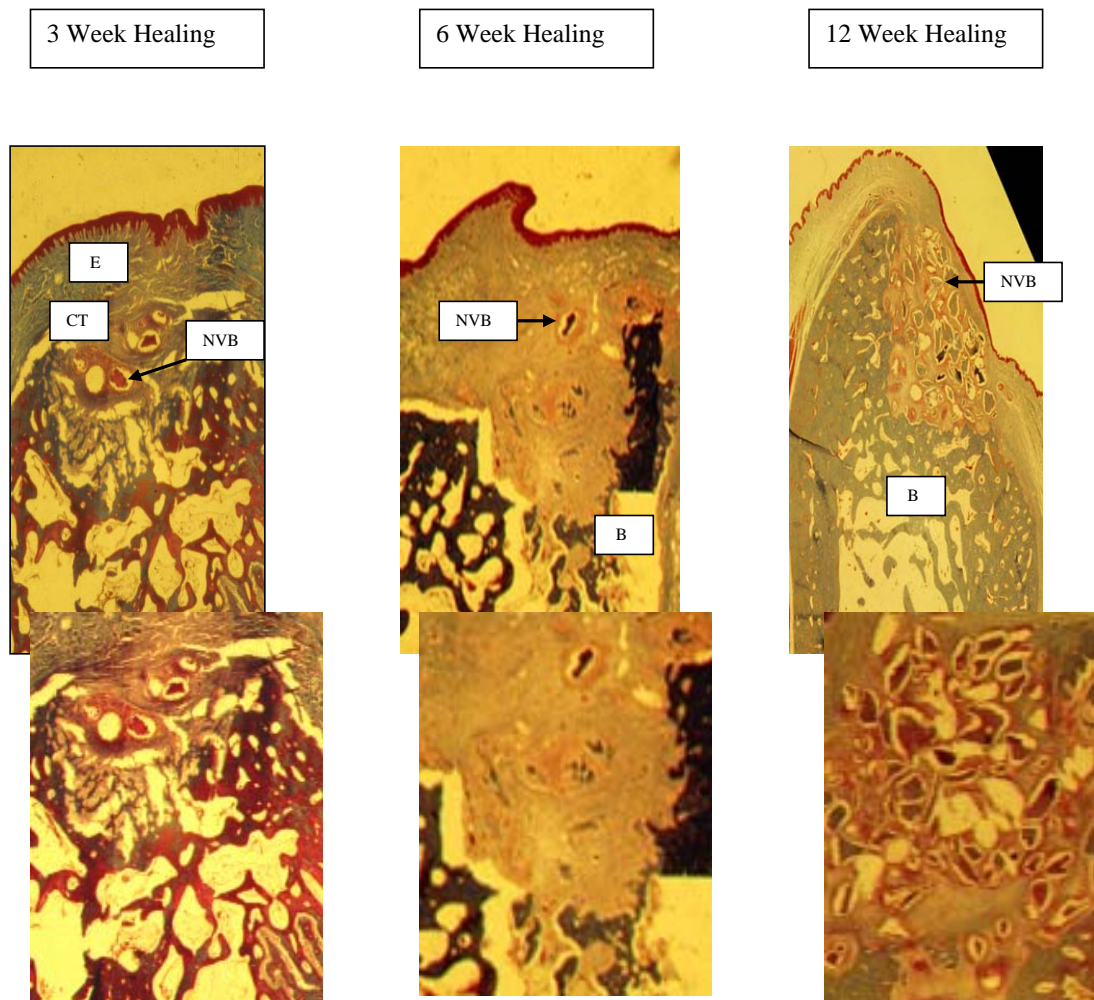 3 Week Healing
6 Week Healing
12 Week Healing
E
CT
NVB
NVB
B
NVB
B